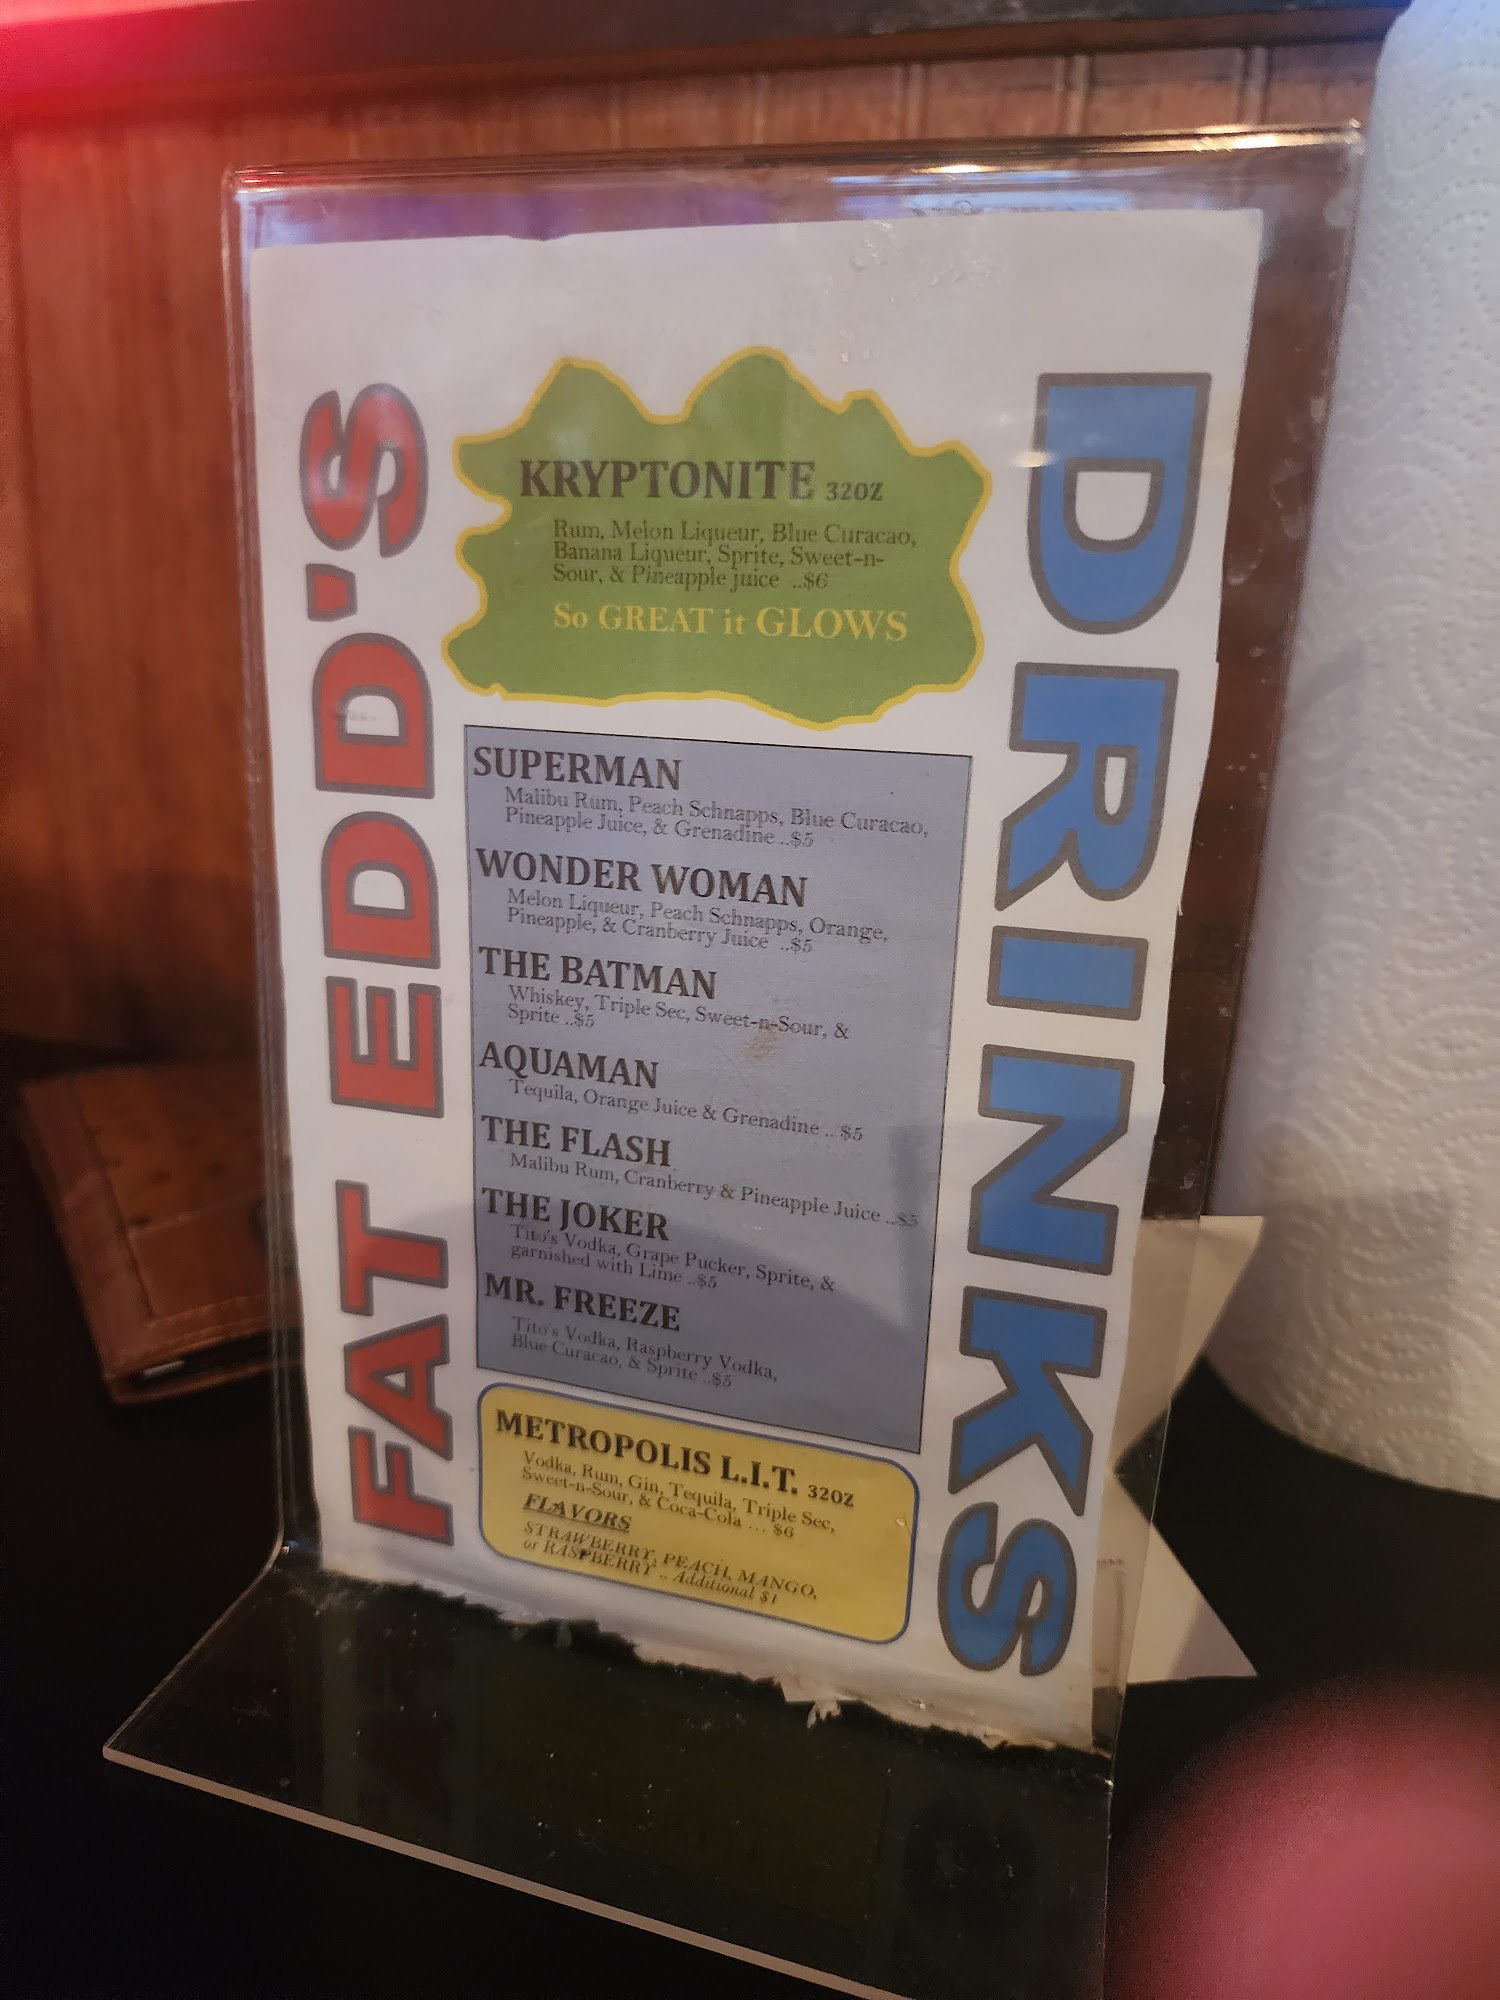 FAT EDD'S
DRINKS
KRYPTONITE 32OZ
Rum, Melon Liqueur, Blue Curacao,
Banana Liqueur, Sprite, Sweet-n-
Sour, & Pineapple juice ..$6
So GREAT it GLOWS
SUPERMAN
Malibu Rum, Peach Schnapps, Blue Curacao,
Pineapple Juice, & Grenadine ..$5
WONDER WOMAN
Melon Liqueur, Peach Schnapps, Orange,
Pineapple, & Cranberry Juice ..$5
THE BATMAN
Whiskey, Triple Sec, Sweet-n-Sour, &
Sprite ..$5
AQUAMAN
Tequila, Orange Juice & Grenadine .. $5
THE FLASH
Malibu Rum, Cranberry & Pineapple Juice ..$5
THE JOKER
Tito's Vodka, Grape Pucker, Sprite, &
garnished with Lime ..$5
MR. FREEZE
Tito's Vodka, Raspberry Vodka,
Blue Curacao, & Sprite ..$5
METROPOLIS L.I.T. 32OZ
Vodka, Rum, Gin, Tequila, Triple Sec,
Sweet-n-Sour, & Coca-Cola ... $6
FLAVORS
STRAWBERRY, PEACH, MANGO,
or RASPBERRY .. Additional $1